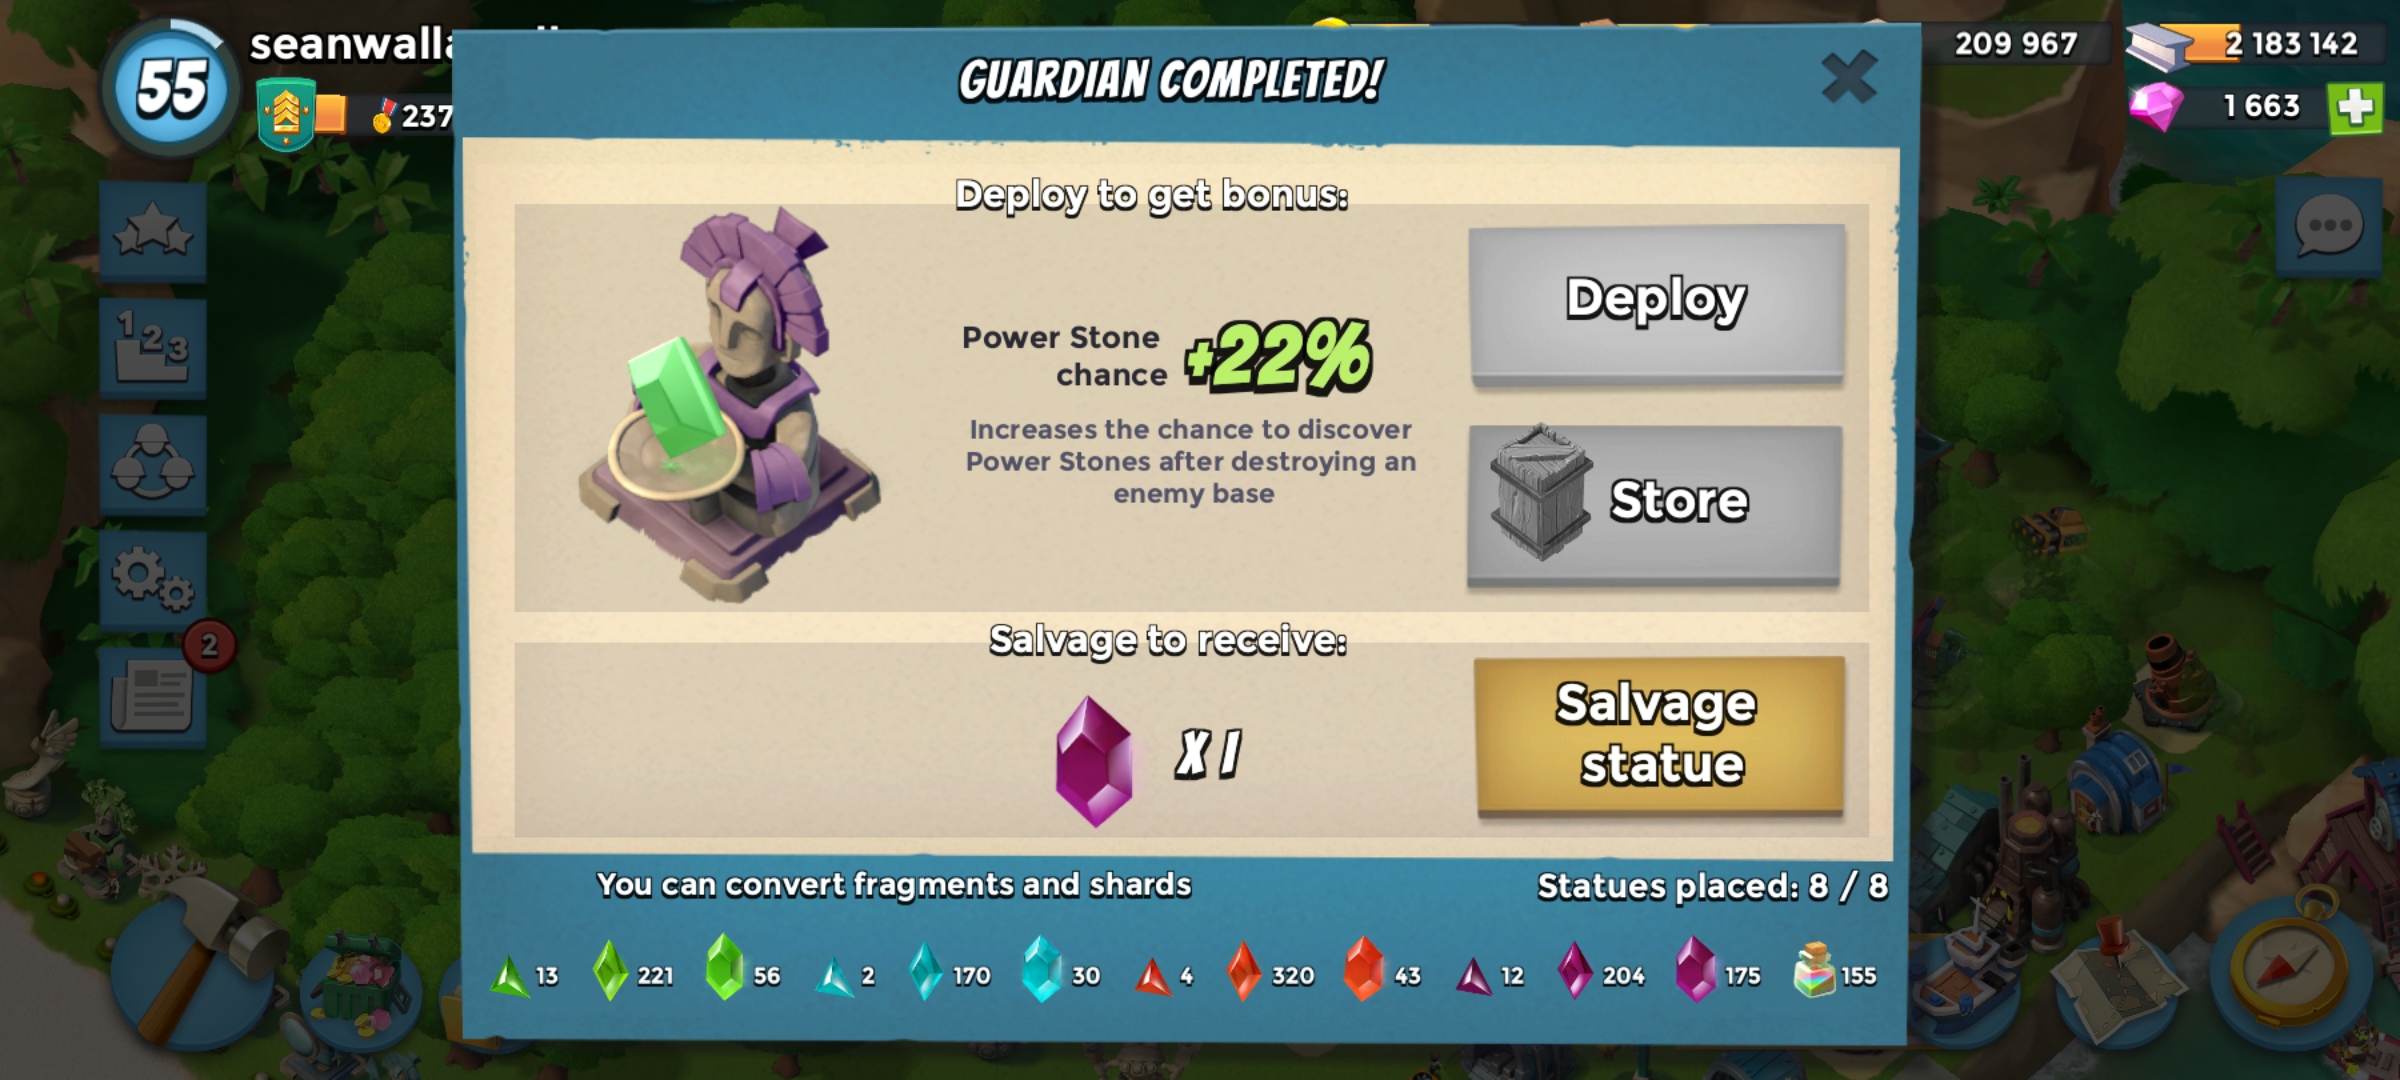 55
237
209 967
2 183 142
1 663
1 2 3
2
GUARDIAN COMPLETED!
Deploy to get bonus:
Power Stone
chance
+22%
Increases the chance to discover
Power Stones after destroying an
enemy base
Deploy
Store
Salvage to receive:
X 1
Salvage
statue
You can convert fragments and shards
Statues placed: 8 / 8
13 221 56 2 170 30 4 320 43 12 204 175 155